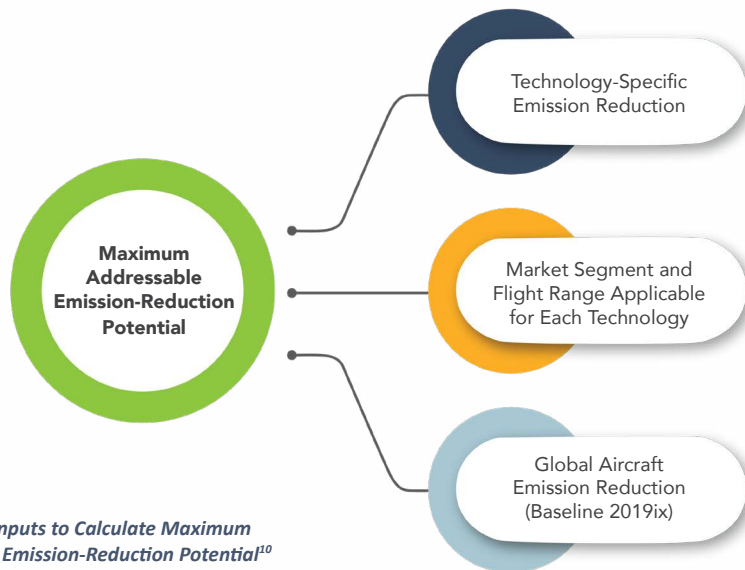 Technology-Specific
Emission Reduction
Maximum
Addressable
Emission-Reduction
Potential
Market Segment and
Flight Range Applicable
for Each Technology
Global Aircraft
Emission Reduction
(Baseline 2019ix)
nputs to Calculate Maximum
Emission-Reduction Potential¹⁰